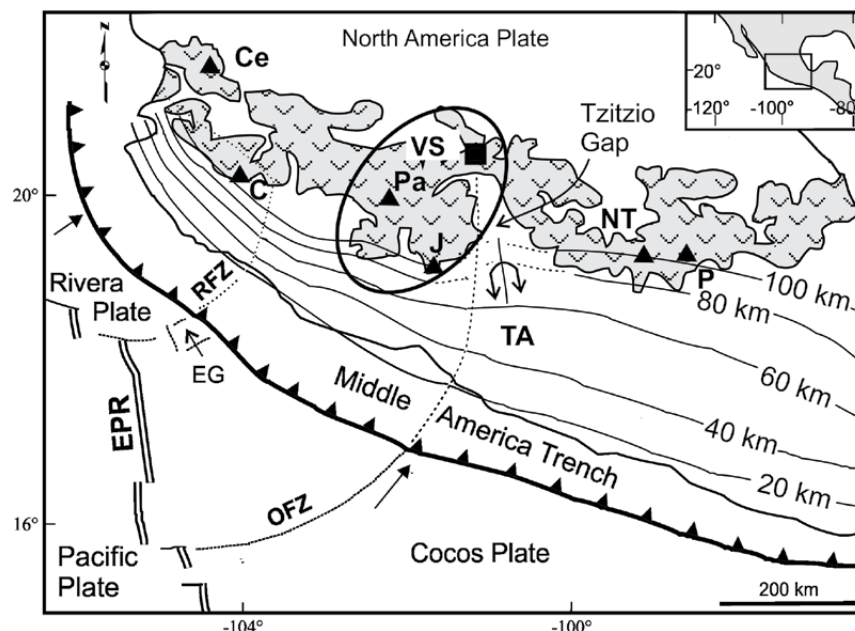 North America Plate
Ce
20°
-120°
-100°
-80°
Tzitzio
Gap
VS
Pa
C
J
NT
P
20°
100 km
80 km
60 km
40 km
20 km
Rivera
Plate
RFZ
EG
TA
Middle America Trench
EPR
OFZ
16°
Pacific
Plate
Cocos Plate
200 km
-104°
-100°